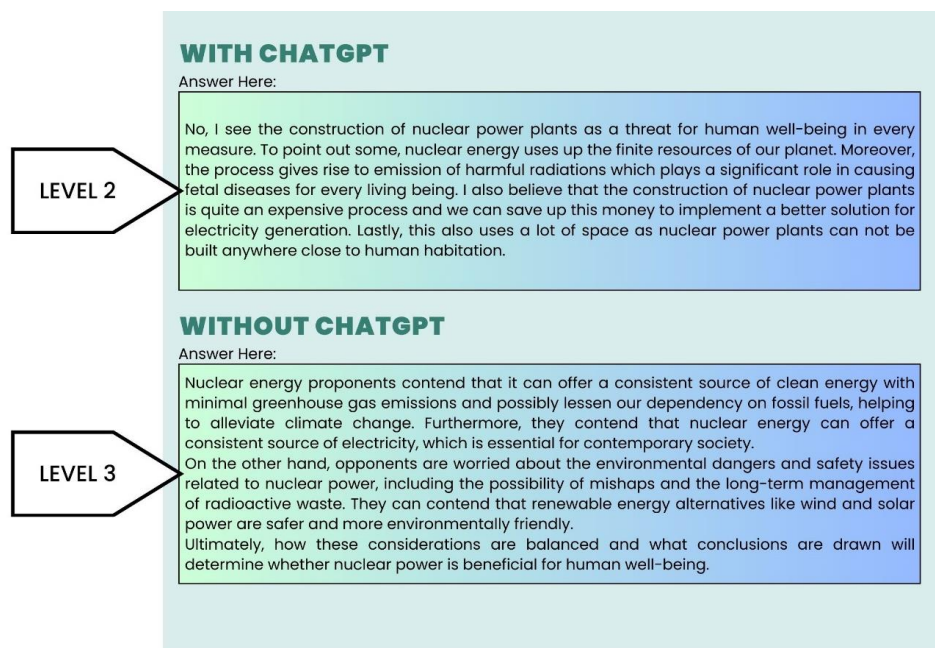 WITH CHATGPT
Answer Here:
No, I see the construction of nuclear power plants as a threat for human well-being in every
measure. To point out some, nuclear energy uses up the finite resources of our planet. Moreover,
the process gives rise to emission of harmful radiations which plays a significant role in causing
fetal diseases for every living being. I also believe that the construction of nuclear power plants
is quite an expensive process and we can save up this money to implement a better solution for
electricity generation. Lastly, this also uses a lot of space as nuclear power plants can not be
built anywhere close to human habitation.
LEVEL 2
WITHOUT CHATGPT
Answer Here:
Nuclear energy proponents contend that it can offer a consistent source of clean energy with
minimal greenhouse gas emissions and possibly lessen our dependency on fossil fuels, helping
to alleviate climate change. Furthermore, they contend that nuclear energy can offer a
consistent source of electricity, which is essential for contemporary society.
On the other hand, opponents are worried about the environmental dangers and safety issues
related to nuclear power, including the possibility of mishaps and the long-term management
of radioactive waste. They can contend that renewable energy alternatives like wind and solar
power are safer and more environmentally friendly.
Ultimately, how these considerations are balanced and what conclusions are drawn will
determine whether nuclear power is beneficial for human well-being.
LEVEL 3